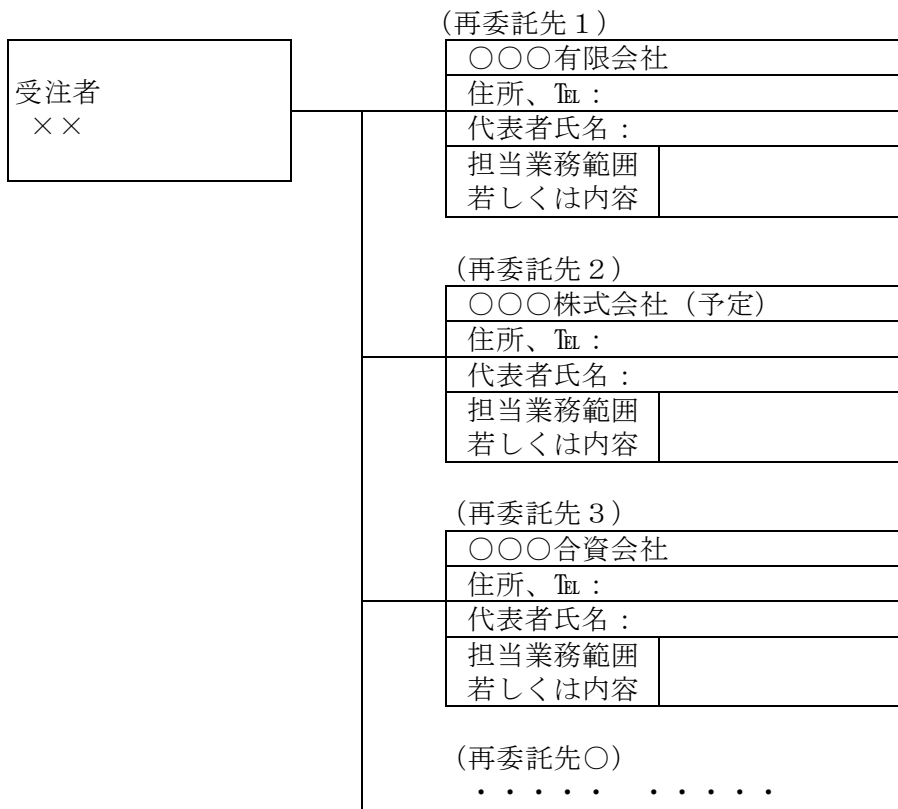 (再委託先１)
○○○有限会社
受注者
××
住所、℡：
代表者氏名：
担当業務範囲
若しくは内容
(再委託先２)
○○○株式会社（予定）
住所、℡：
代表者氏名：
担当業務範囲
若しくは内容
(再委託先３)
○○○合資会社
住所、℡：
代表者氏名：
担当業務範囲
若しくは内容
(再委託先○)
・・・・・　・・・・・